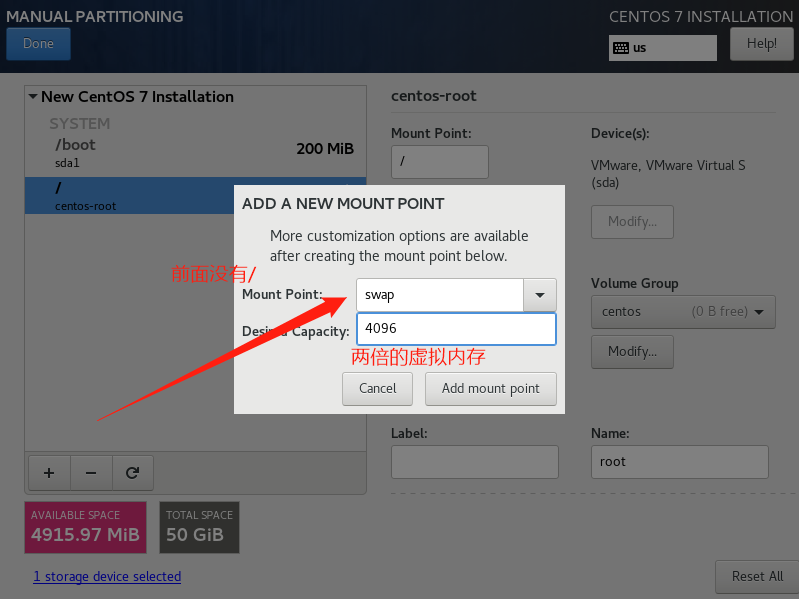 MANUAL PARTITIONING
CENTOS 7 INSTALLATION
Done
us
Help!
New CentOS 7 Installation
SYSTEM
/boot
200 MiB
sda1
/
centos-root
centos-root
Mount Point:
/
Device(s):
VMware, VMware Virtual S
(sda)
Modify...
Volume Group
centos (0 B free)
Modify...
Label:
Name:
root
ADD A NEW MOUNT POINT
More customization options are available
after creating the mount point below.
前面没有/
Mount Point:
swap
Desired Capacity:
4096
两倍的虚拟内存
Cancel
Add mount point
+ −
AVAILABLE SPACE
4915.97 MiB
TOTAL SPACE
50 GiB
1 storage device selected
Reset All